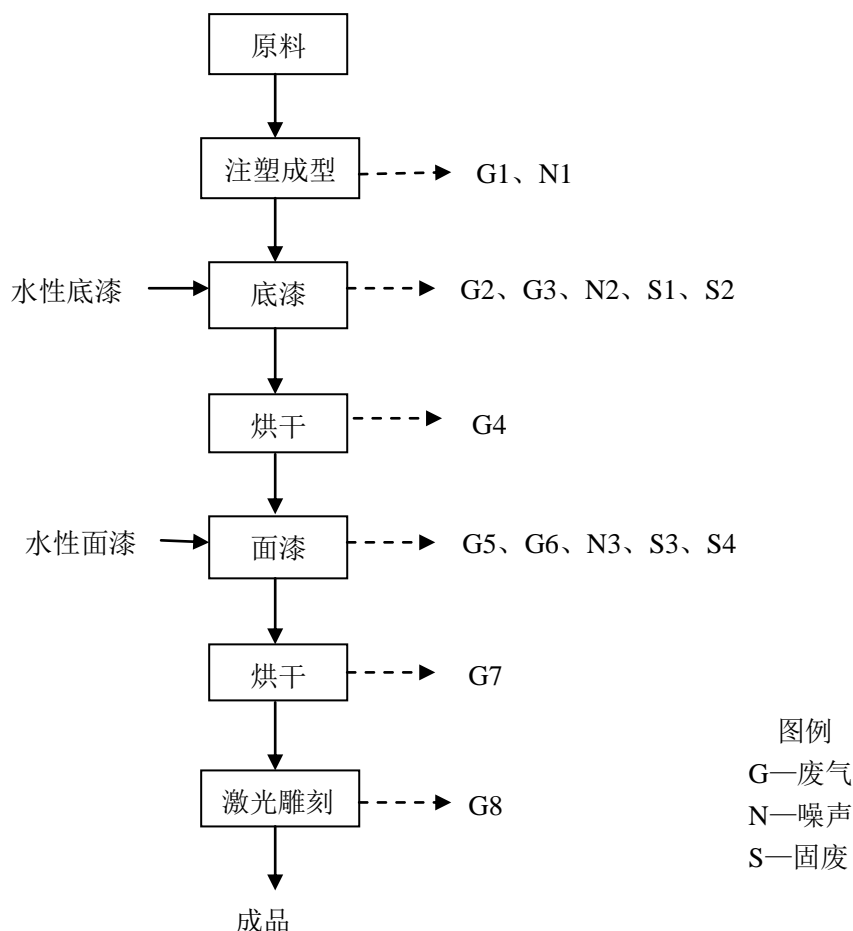 原料
注塑成型
G1、N1
水性底漆
底漆
G2、G3、N2、S1、S2
烘干
G4
水性面漆
面漆
G5、G6、N3、S3、S4
烘干
G7
激光雕刻
G8
成品
图例
G—废气
N—噪声
S—固废